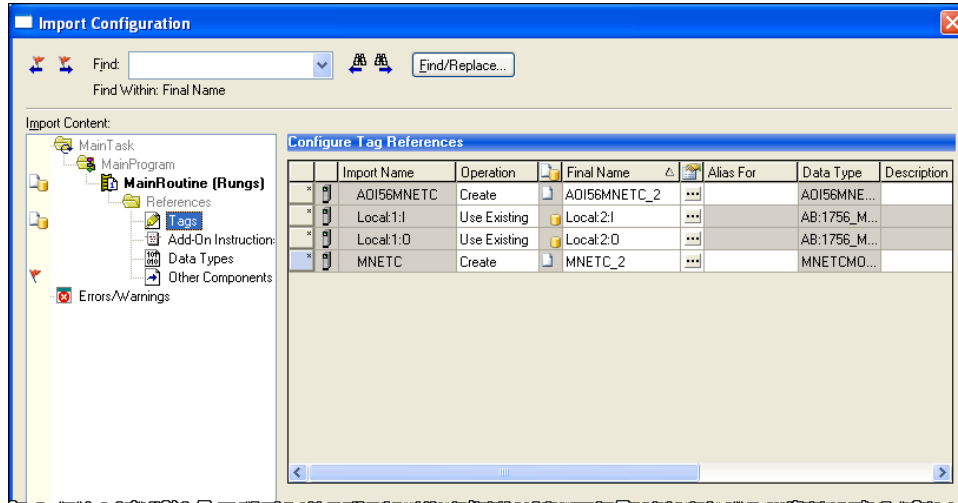 Import Configuration
Find:
Find/Replace...
Find Within: Final Name
Import Content:
MainTask
MainProgram
MainRoutine (Rungs)
References
Tags
Add-On Instruction:
Data Types
Other Components
Errors/Warnings
Configure Tag References
Import Name Operation Final Name Alias For Data Type Description
AOI56MNETC Create AOI56MNETC_2 AOI56MNE...
Local:1:I Use Existing Local:2:I AB:1756_M...
Local:1:O Use Existing Local:2:O AB:1756_M...
MNETC Create MNETC_2 MNETCMO...